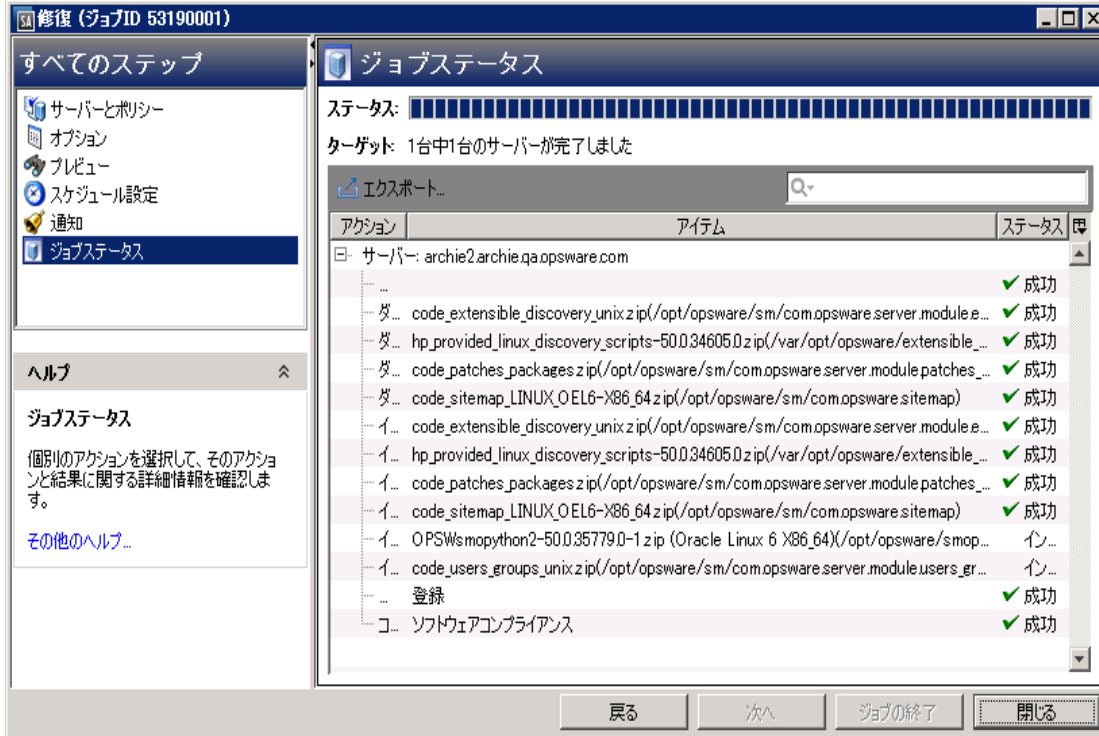 SA 修復 (ジョブID 53190001)
すべてのステップ
サーバーとポリシー
オプション
プレビュー
スケジュール設定
通知
ジョブステータス
ヘルプ
ジョブステータス
個別のアクションを選択して、そのアクショ
ンと結果に関する詳細情報を確認しま
す。
その他のヘルプ...
ジョブステータス
ステータス:
ターゲット: 1台中1台のサーバーが完了しました
エクスポート...
アクション アイテム ステータス
サーバー: archie2.archie.qa.opsware.com
... 成功
ダ... code_extensible_discovery_unix.zip(/opt/opsware/sm/com.opsware.server.module.e... 成功
ダ... hp_provided_linux_discovery_scripts-50.0.34605.0.zip(/var/opt/opsware/extensible_... 成功
ダ... code_patches_packages.zip(/opt/opsware/sm/com.opsware.server.module.patches_... 成功
ダ... code_sitemap_LINUX_OEL6-X86_64.zip(/opt/opsware/sm/com.opsware.sitemap) 成功
イ... code_extensible_discovery_unix.zip(/opt/opsware/sm/com.opsware.server.module.e... 成功
イ... hp_provided_linux_discovery_scripts-50.0.34605.0.zip(/var/opt/opsware/extensible_... 成功
イ... code_patches_packages.zip(/opt/opsware/sm/com.opsware.server.module.patches_... 成功
イ... code_sitemap_LINUX_OEL6-X86_64.zip(/opt/opsware/sm/com.opsware.sitemap) 成功
イ... OPSWsmopython2-50.0.35779.0-1.zip (Oracle Linux 6 X86_64)(/opt/opsware/smop... イン...
イ... code_users_groups_unix.zip(/opt/opsware/sm/com.opsware.server.module.users_gr... イン...
... 登録 成功
コ... ソフトウェアコンプライアンス 成功
戻る 次へ ジョブの終了 閉じる